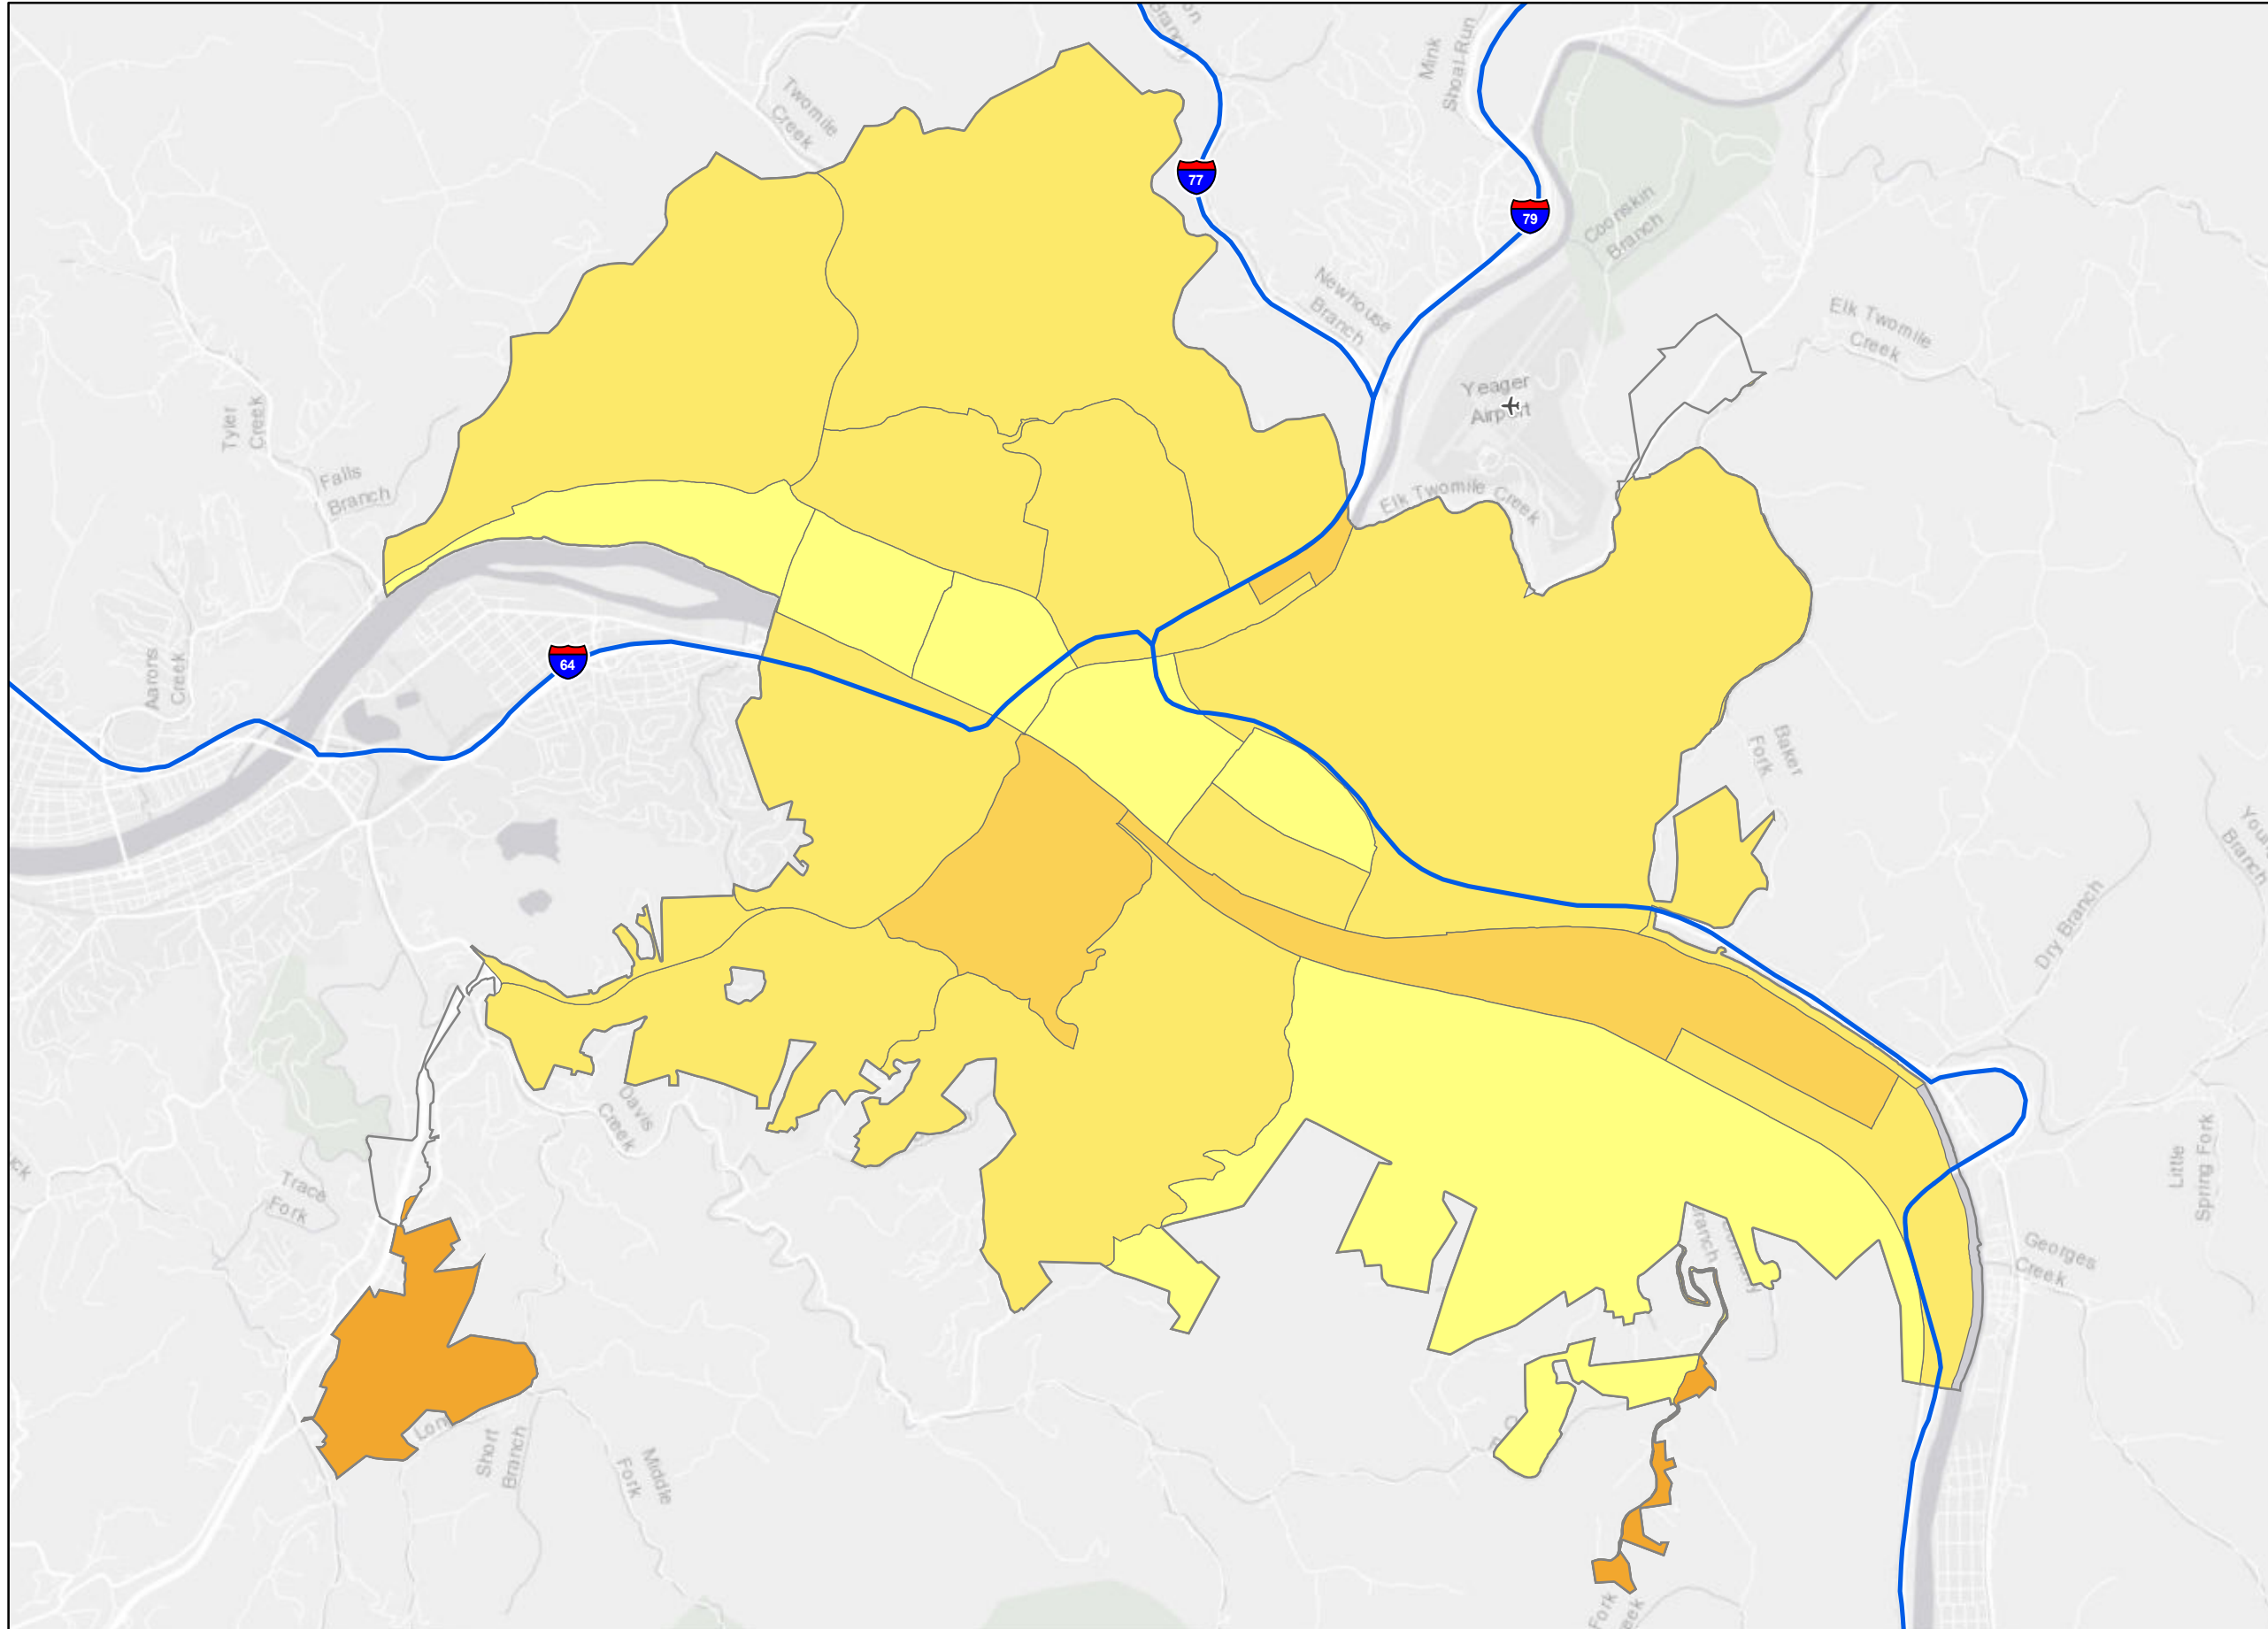 Mink
Shoal Run
Twomile
Creek
77
79
Coonskin
Branch
Newhouse
Branch
Elk Twomile
Creek
Yeager
Airport
Tyler
Creek
Falls
Branch
Elk Twomile Creek
64
Aarons
Creek
Baker
Fork
Branch
Dry Branch
Davis
Creek
Little
Spring Fork
Trace
Fork
Georges
Creek
Short
Branch
Middle
Fork
Fork